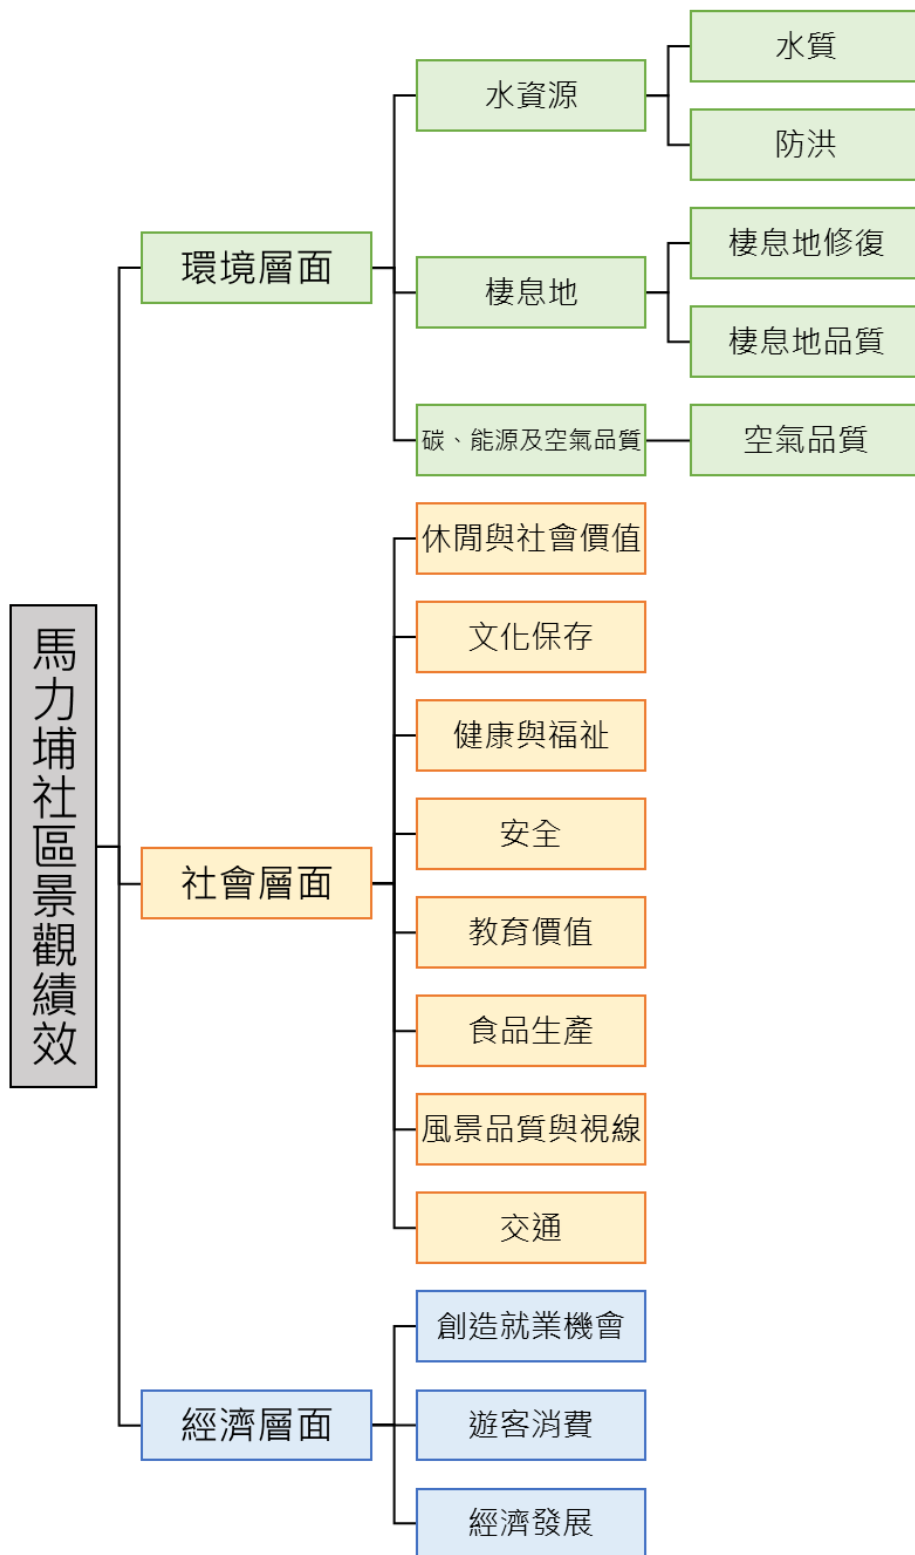 馬力埔社區景觀績效
環境層面
水資源
水質
防洪
棲息地
棲息地修復
棲息地品質
碳、能源及空氣品質
空氣品質
社會層面
休閒與社會價值
文化保存
健康與福祉
安全
教育價值
食品生產
風景品質與視線
交通
經濟層面
創造就業機會
遊客消費
經濟發展